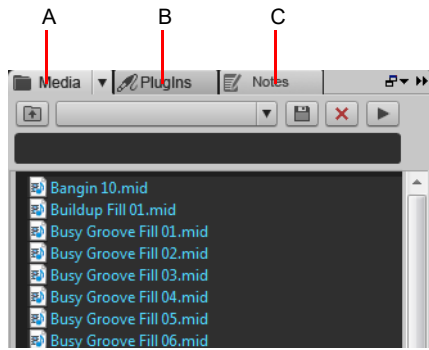 A B C
Media PlugIns Notes
Bangin 10.mid
Buildup Fill 01.mid
Busy Groove Fill 01.mid
Busy Groove Fill 02.mid
Busy Groove Fill 03.mid
Busy Groove Fill 04.mid
Busy Groove Fill 05.mid
Busy Groove Fill 06.mid